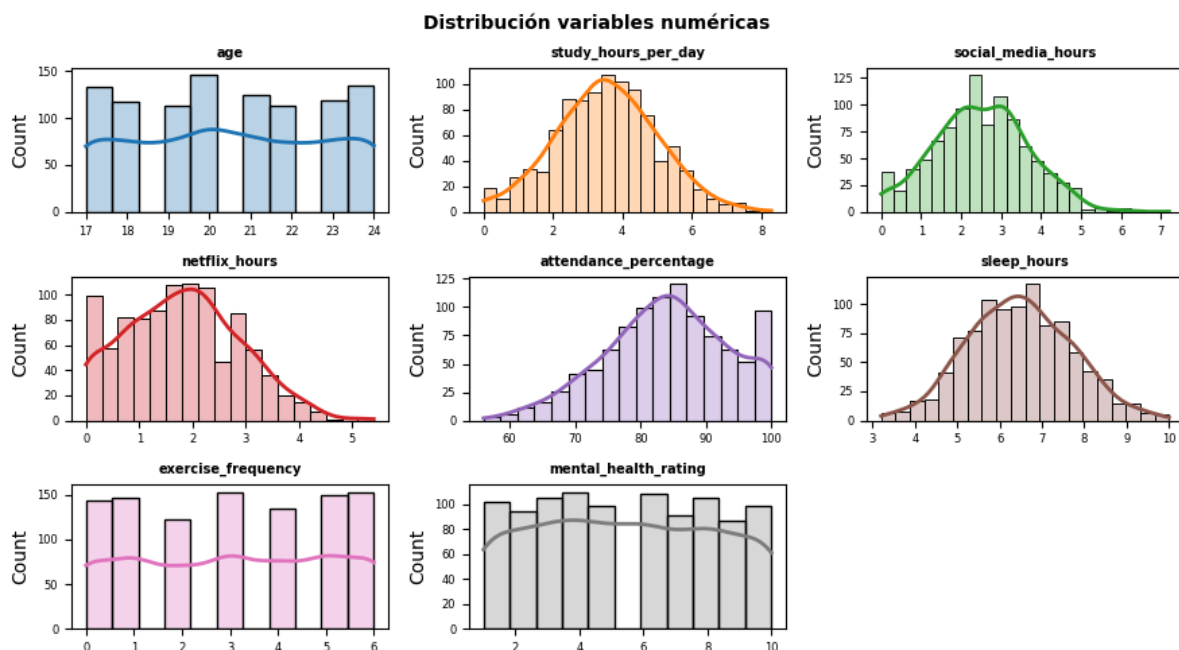 Distribución variables numéricas
age
study_hours_per_day
social_media_hours
150
100
50
0
Count
17 18 19 20 21 22 23 24
100
80
60
40
20
0
Count
0 2 4 6 8
125
100
75
50
25
0
Count
0 1 2 3 4 5 6 7
netflix_hours
attendance_percentage
sleep_hours
100
80
60
40
20
0
Count
0 1 2 3 4 5
125
100
75
50
25
0
Count
60 70 80 90 100
100
75
50
25
0
Count
3 4 5 6 7 8 9 10
exercise_frequency
mental_health_rating
150
100
50
0
Count
0 1 2 3 4 5 6
100
80
60
40
20
0
Count
2 4 6 8 10